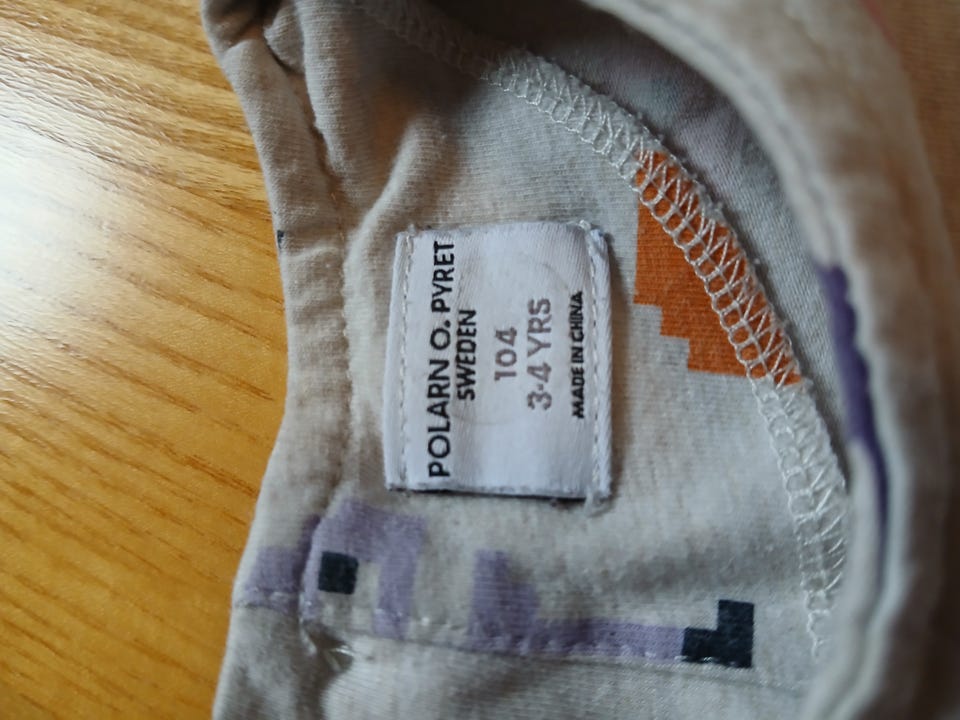 POLARN O. PYRET
SWEDEN
104
3-4 YRS
MADE IN CHINA